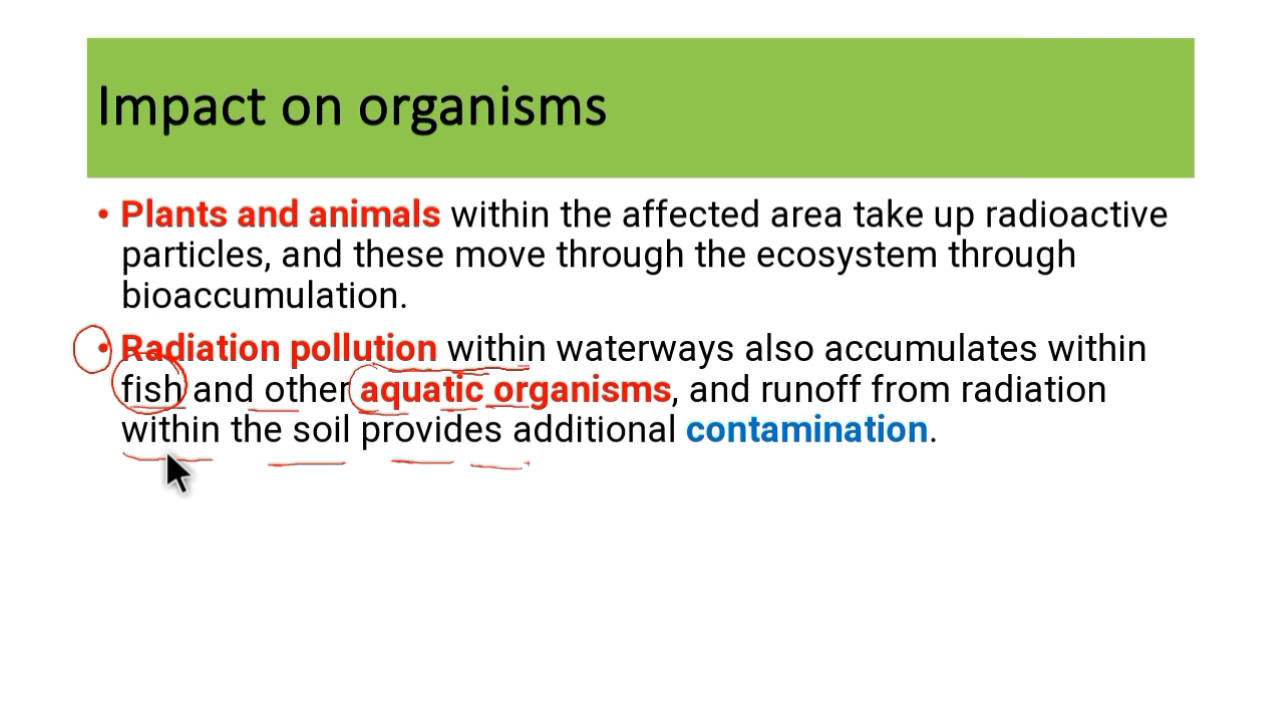 Impact on organisms
• Plants and animals within the affected area take up radioactive
particles, and these move through the ecosystem through
bioaccumulation.
• Radiation pollution within waterways also accumulates within
fish and other aquatic organisms, and runoff from radiation
within the soil provides additional contamination.